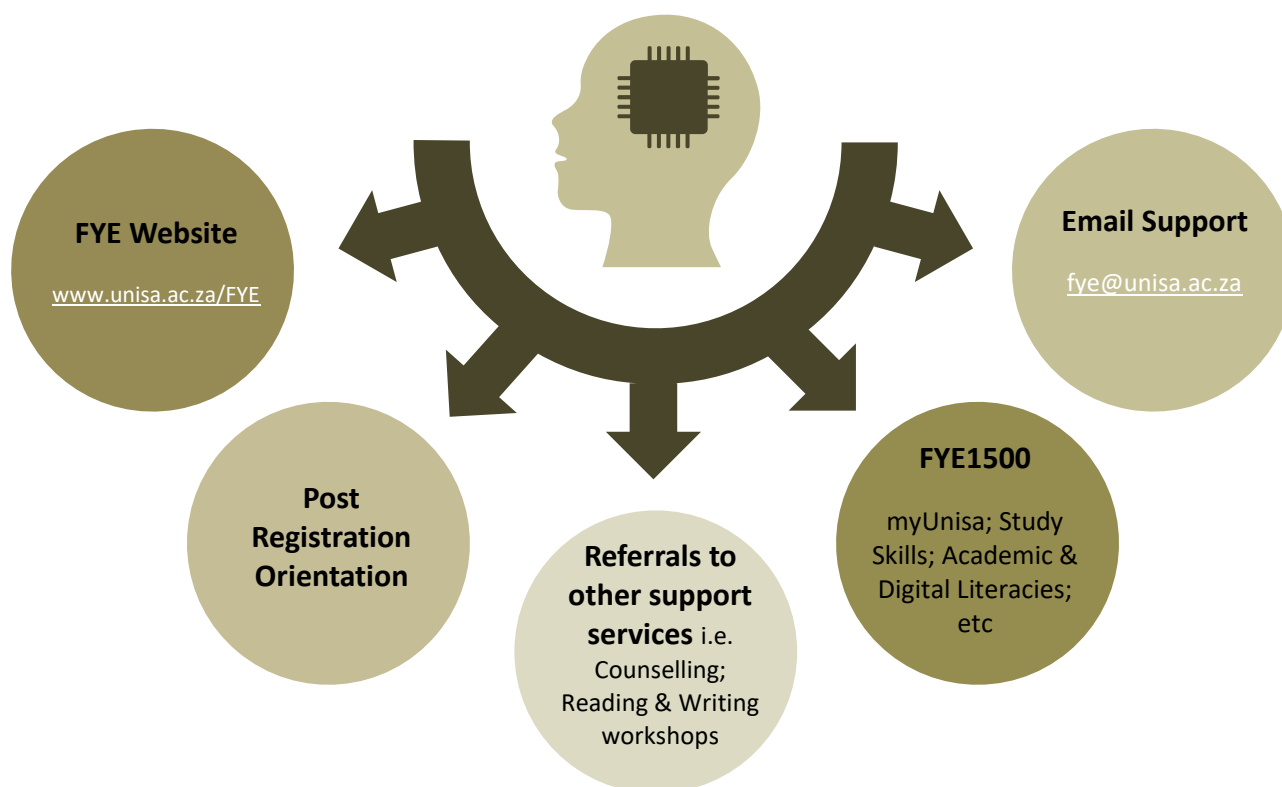 FYE Website
www.unisa.ac.za/FYE
Email Support
fye@unisa.ac.za
Post
Registration
Orientation
Referrals to
other support
services i.e.
Counselling;
Reading & Writing
workshops
FYE1500
myUnisa; Study
Skills; Academic &
Digital Literacies;
etc